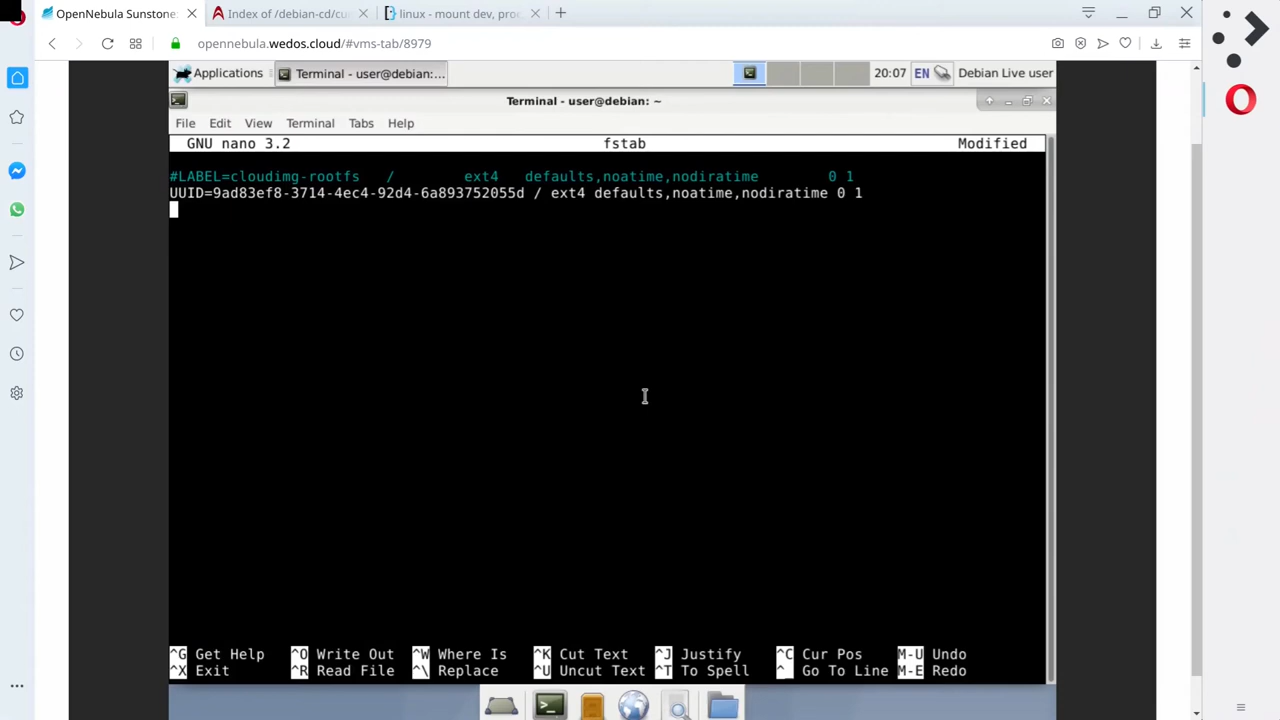 OpenNebula Sunstone:
Index of /debian-cd/cu
linux - mount dev, pro
opennebula.wedos.cloud/#vms-tab/8979
Applications
Terminal - user@debian:...
20:07
EN
Debian Live user
Terminal - user@debian: ~
File Edit View Terminal Tabs Help
GNU nano 3.2 fstab Modified
#LABEL=cloudimg-rootfs / ext4 defaults,noatime,nodiratime 0 1
UUID=9ad83ef8-3714-4ec4-92d4-6a893752055d / ext4 defaults,noatime,nodiratime 0 1
^G Get Help ^O Write Out ^W Where Is ^K Cut Text ^J Justify ^C Cur Pos M-U Undo
^X Exit ^R Read File ^\ Replace ^U Uncut Text ^T To Spell ^_ Go To Line M-E Redo